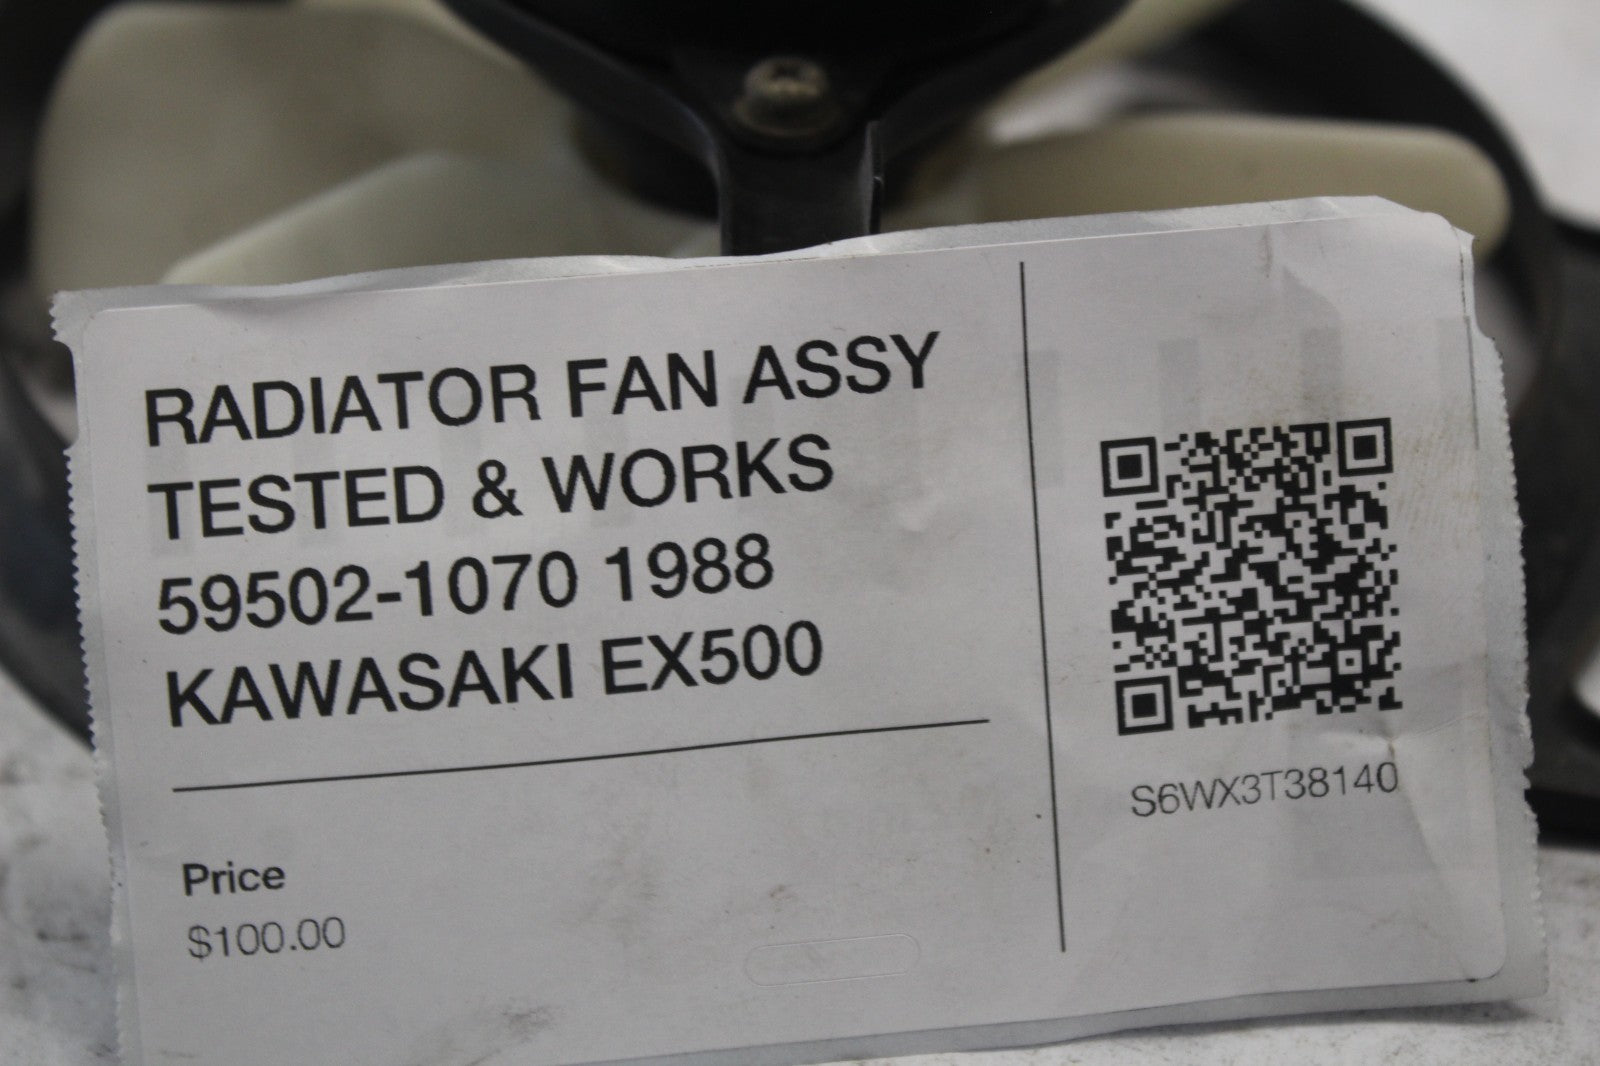 RADIATOR FAN ASSY
TESTED & WORKS
59502-1070 1988
KAWASAKI EX500
Price
$100.00
S6WX3T38140